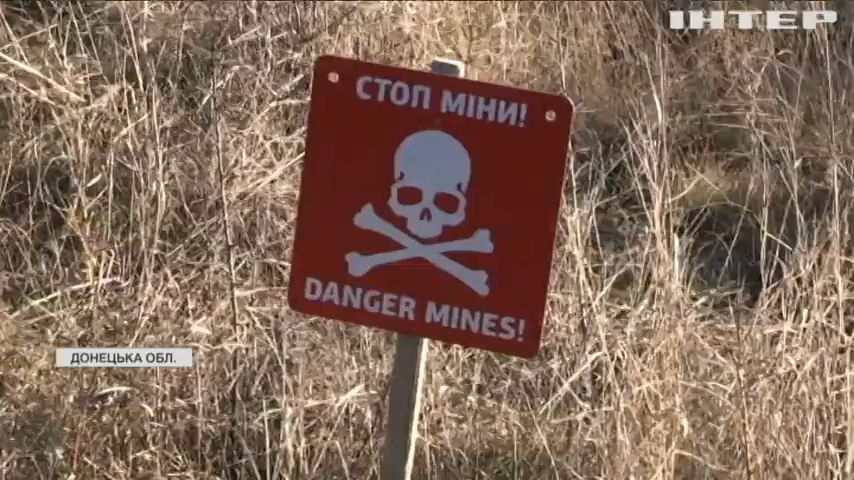 ІНТЕР
СТОП МІНИ!
DANGER MINES!
ДОНЕЦЬКА ОБЛ.